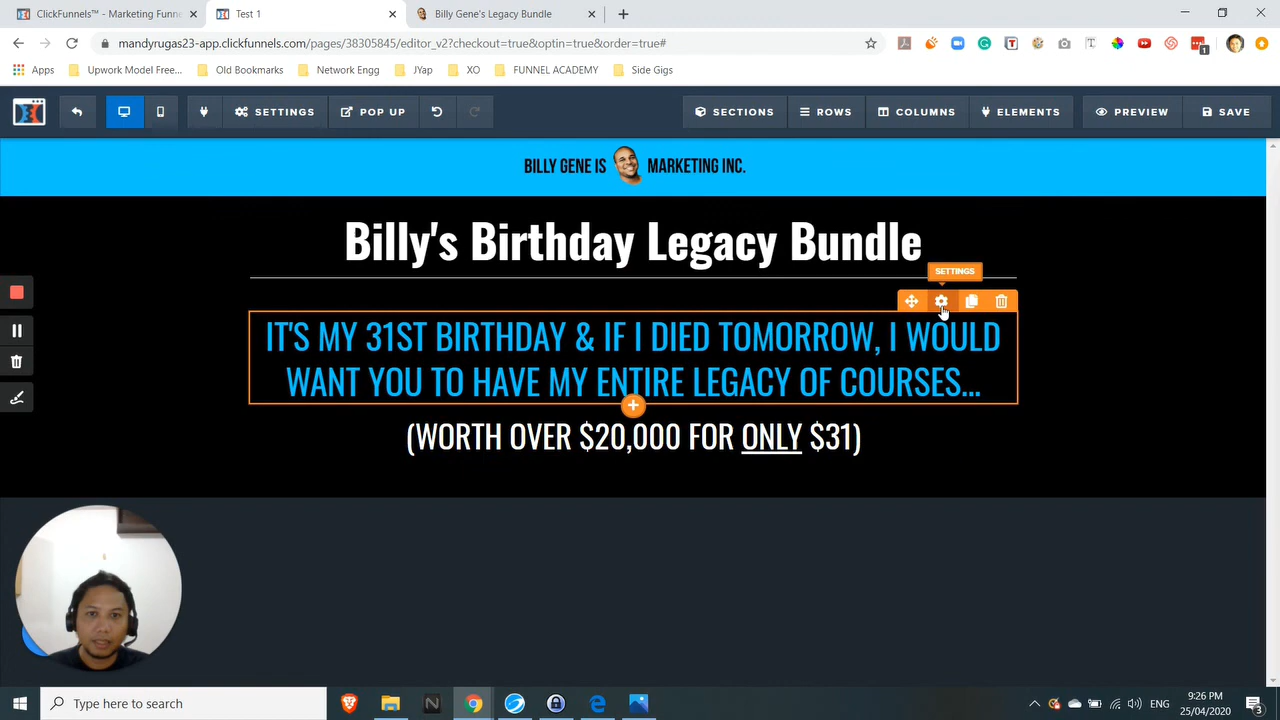 ClickFunnels™ - Marketing Funne
Test 1
Billy Gene's Legacy Bundle
mandyrugas23-app.clickfunnels.com/pages/38305845/editor_v2?checkout=true&optin=true&order=true#
1
Apps
Upwork Model Free...
Old Bookmarks
Network Engg
JYap
XO
FUNNEL ACADEMY
Side Gigs
SETTINGS
POP UP
SECTIONS
ROWS
COLUMNS
ELEMENTS
PREVIEW
SAVE
BILLY GENE IS MARKETING INC.
Billy's Birthday Legacy Bundle
SETTINGS
IT'S MY 31ST BIRTHDAY & IF I DIED TOMORROW, I WOULD
WANT YOU TO HAVE MY ENTIRE LEGACY OF COURSES...
(WORTH OVER $20,000 FOR ONLY $31)
Type here to search
ENG
9:26 PM
25/04/2020
3